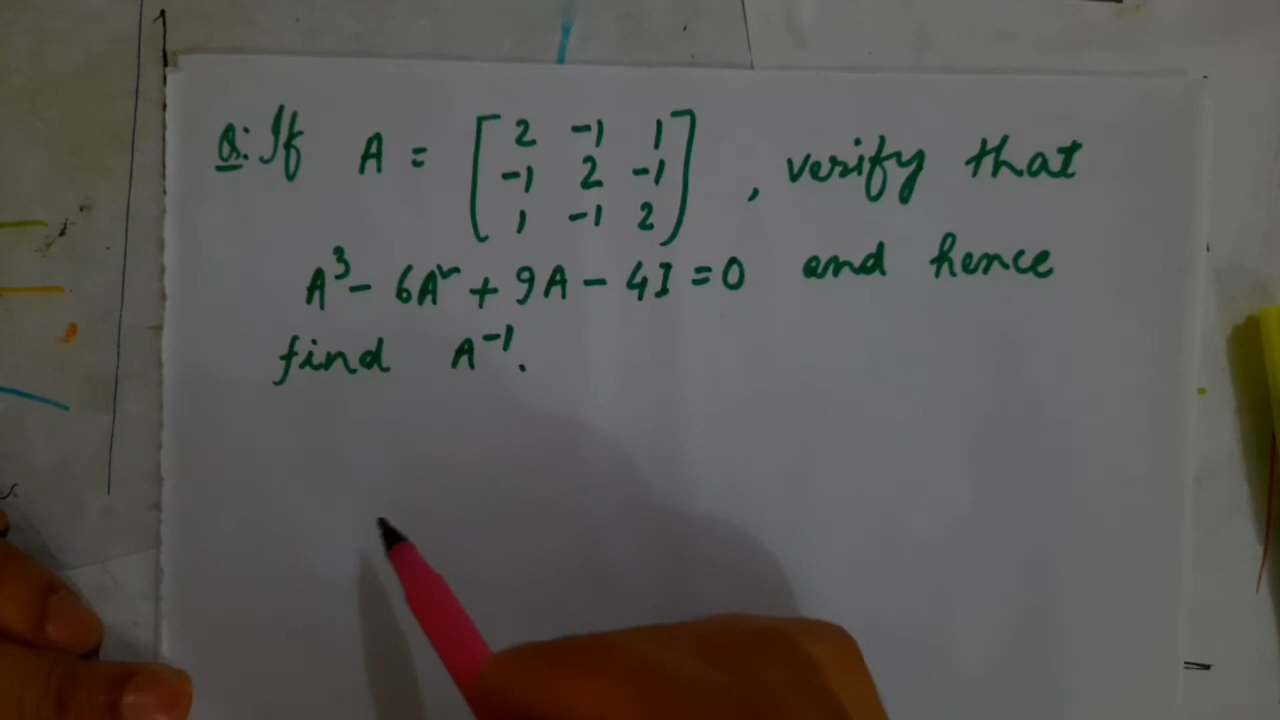 Q: If A = [2 -1 1
-1 2 -1
1 -1 2], verify that
A³ - 6A² + 9A - 4I = 0 and hence
find A⁻¹.